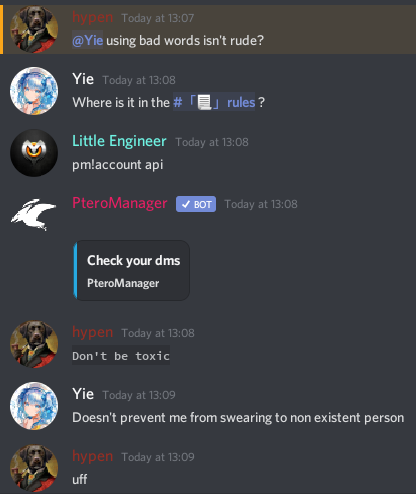 hypen Today at 13:07
@Yie using bad words isn't rude?
Yie Today at 13:08
Where is it in the #「📃」rules ?
Little Engineer Today at 13:08
pm!account api
PteroManager ✓ BOT Today at 13:08
Check your dms
PteroManager
hypen Today at 13:08
Don't be toxic
Yie Today at 13:09
Doesn't prevent me from swearing to non existent person
hypen Today at 13:09
uff